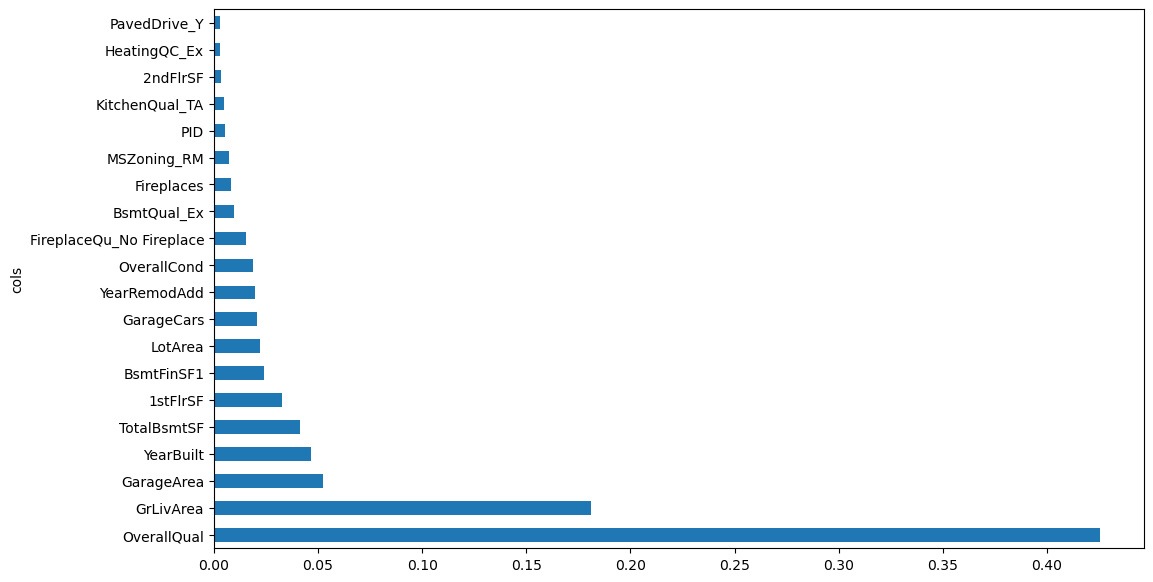 PavedDrive_Y
HeatingQC_Ex
2ndFlrSF
KitchenQual_TA
PID
MSZoning_RM
Fireplaces
BsmtQual_Ex
FireplaceQu_No Fireplace
OverallCond
YearRemodAdd
GarageCars
LotArea
BsmtFinSF1
1stFlrSF
TotalBsmtSF
YearBuilt
GarageArea
GrLivArea
OverallQual
cols
0.00 0.05 0.10 0.15 0.20 0.25 0.30 0.35 0.40